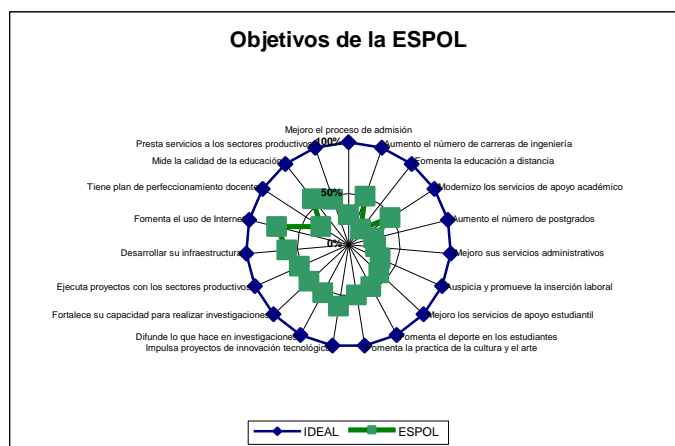 Objetivos de la ESPOL
Mejoro el proceso de admisión
100%
Presta servicios a los sectores productivos
Aumento el número de carreras de ingeniería
Mide la calidad de la educación
Fomenta la educación a distancia
Tiene plan de perfeccionamiento docente
50%
Modernizo los servicios de apoyo académico
Fomenta el uso de Internet
Aumento el número de postgrados
0%
Desarrollar su infraestructura
Mejoro sus servicios administrativos
Ejecuta proyectos con los sectores productivos
Auspicia y promueve la inserción laboral
Fortalece su capacidad para realizar investigaciones
Mejoro los servicios de apoyo estudiantil
Difunde lo que hace en investigaciones
Fomenta el deporte en los estudiantes
Impulsa proyectos de innovación tecnológica
Fomenta la practica de la cultura y el arte
IDEAL
ESPOL